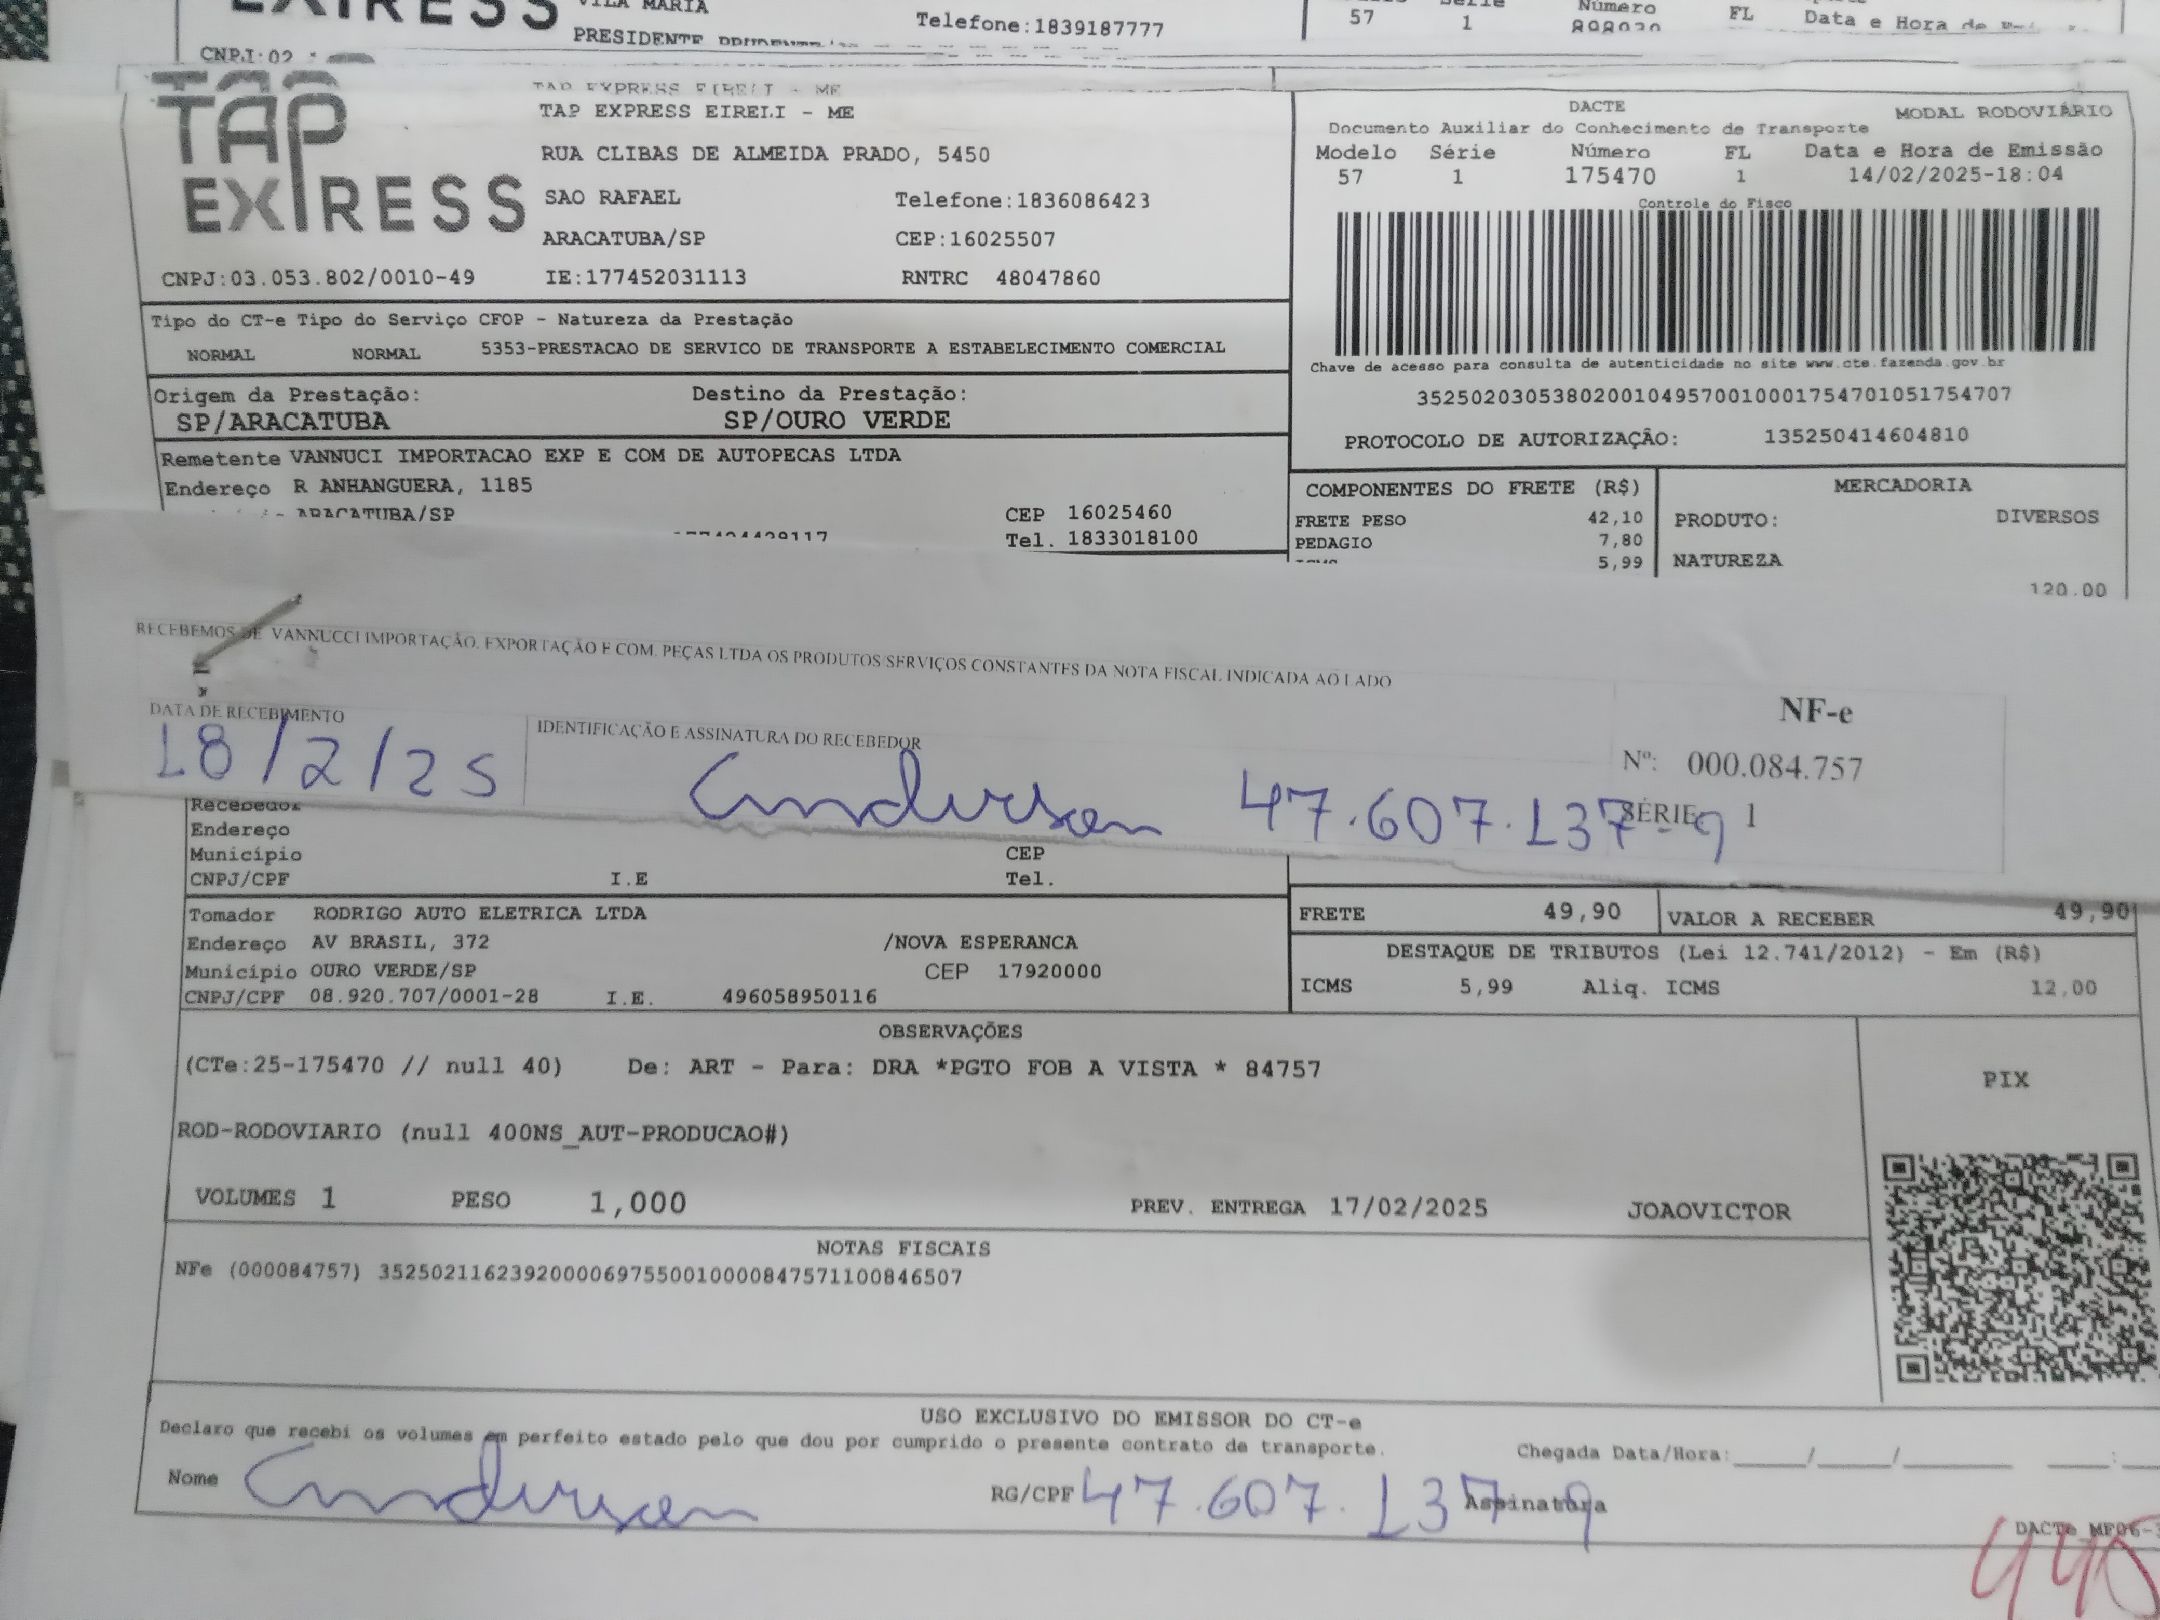 VILA MARIA
PRESIDENTE
Telefone:1839187777
57 1 Número FL Data e Hora de
CNPJ:02
TAP EXPRESS
TAP EXPRESS EIRELI - ME
TAP EXPRESS EIRELI - ME
RUA CLIBAS DE ALMEIDA PRADO, 5450
SAO RAFAEL Telefone:1836086423
ARACATUBA/SP CEP:16025507
CNPJ:03.053.802/0010-49 IE:177452031113 RNTRC 48047860
DACTE MODAL RODOVIÁRIO
Documento Auxiliar do Conhecimento de Transporte
Modelo Série Número FL Data e Hora de Emissão
57 1 175470 1 14/02/2025-18:04
Controle do Fisco
Chave de acesso para consulta de autenticidade no site www.cte.fazenda.gov.br
35250203053802001049570010001754701051754707
PROTOCOLO DE AUTORIZAÇÃO: 135250414604810
Tipo do CT-e Tipo do Serviço CFOP - Natureza da Prestação
NORMAL NORMAL 5353-PRESTACAO DE SERVICO DE TRANSPORTE A ESTABELECIMENTO COMERCIAL
Origem da Prestação: Destino da Prestação:
SP/ARACATUBA SP/OURO VERDE
Remetente VANNUCI IMPORTACAO EXP E COM DE AUTOPECAS LTDA
Endereço R ANHANGUERA, 1185
ARACATUBA/SP CEP 16025460
Tel. 1833018100
COMPONENTES DO FRETE (R$) MERCADORIA
FRETE PESO 42,10 PRODUTO: DIVERSOS
PEDAGIO 7,80
5,99 NATUREZA
120.00
RECEBEMOS DE VANNUCCI IMPORTAÇÃO, EXPORTAÇÃO E COM. PEÇAS LTDA OS PRODUTOS/SERVIÇOS CONSTANTES DA NOTA FISCAL INDICADA AO LADO
DATA DE RECEBIMENTO IDENTIFICAÇÃO E ASSINATURA DO RECEBEDOR
18/2/25 Anderson 47.607.137-9
NF-e
Nº: 000.084.757
SÉRIE 1
Recebedor
Endereço
Município CEP
CNPJ/CPF I.E Tel.
Tomador RODRIGO AUTO ELETRICA LTDA
Endereço AV BRASIL, 372 /NOVA ESPERANCA
Município OURO VERDE/SP CEP 17920000
CNPJ/CPF 08.920.707/0001-28 I.E. 496058950116
FRETE 49,90 VALOR A RECEBER 49,90
DESTAQUE DE TRIBUTOS (Lei 12.741/2012) - Em (R$)
ICMS 5,99 Aliq. ICMS 12,00
OBSERVAÇÕES
(CTe:25-175470 // null 40) De: ART - Para: DRA *PGTO FOB A VISTA * 84757
PIX
ROD-RODOVIARIO (null 400NS_AUT-PRODUCAO#)
VOLUMES 1 PESO 1,000 PREV. ENTREGA 17/02/2025 JOAOVICTOR
NOTAS FISCAIS
NFe (000084757) 35250211623920000697550010000847571100846507
USO EXCLUSIVO DO EMISSOR DO CT-e
Declaro que recebi os volumes em perfeito estado pelo que dou por cumprido o presente contrato de transporte.
Chegada Data/Hora:_____/_____/_______ ____:
Nome Anderson RG/CPF 47.607.137-9 Assinatura